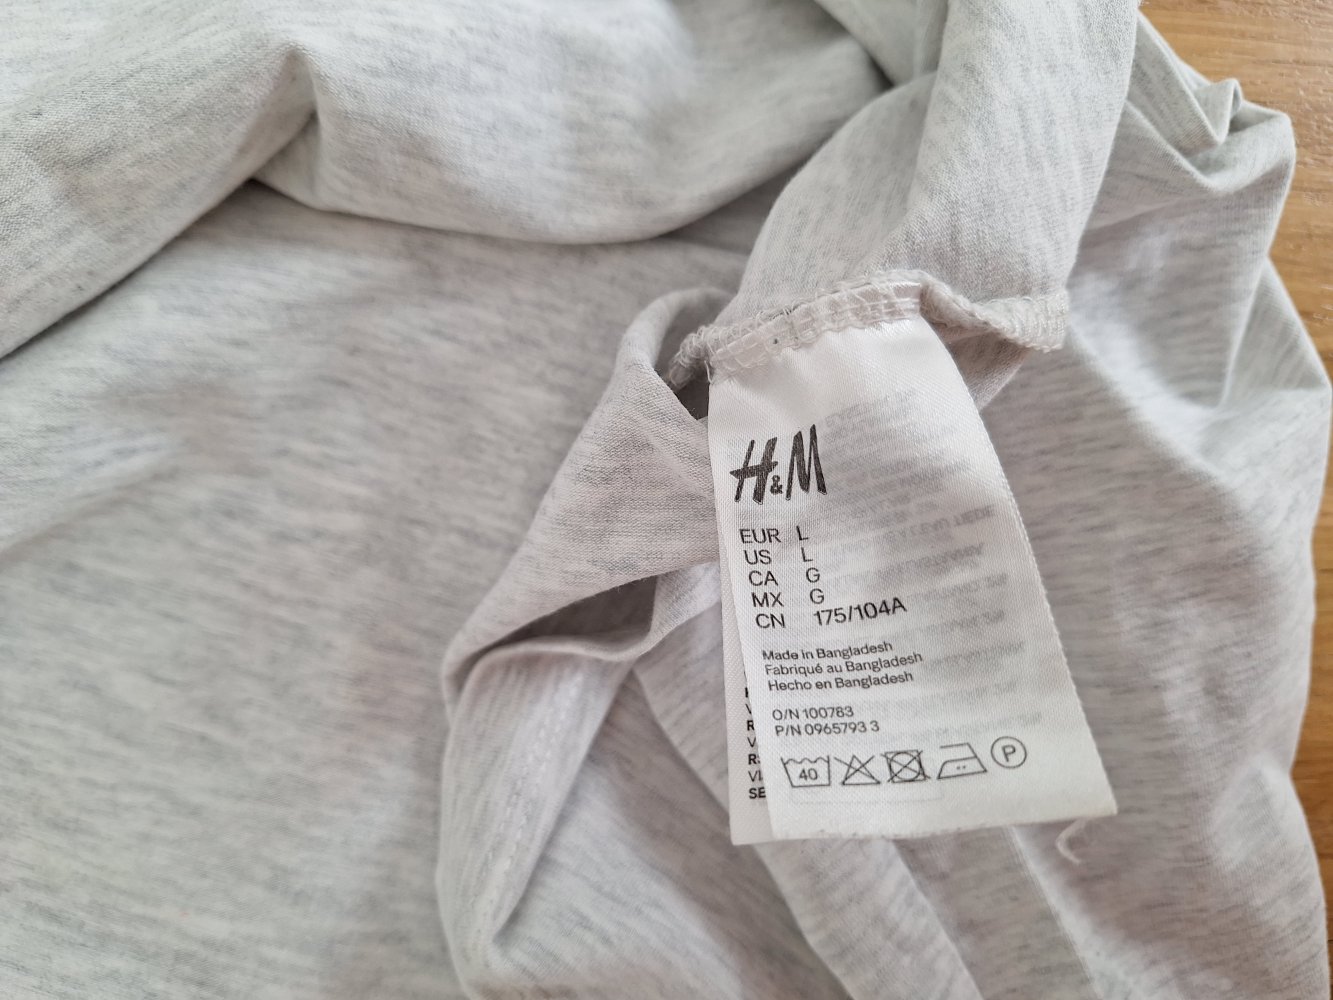 H&M
EUR L
US L
CA G
MX G
CN 175/104A
Made in Bangladesh
Fabriqué au Bangladesh
Hecho en Bangladesh
O/N 100783
P/N 0965793 3
40
P